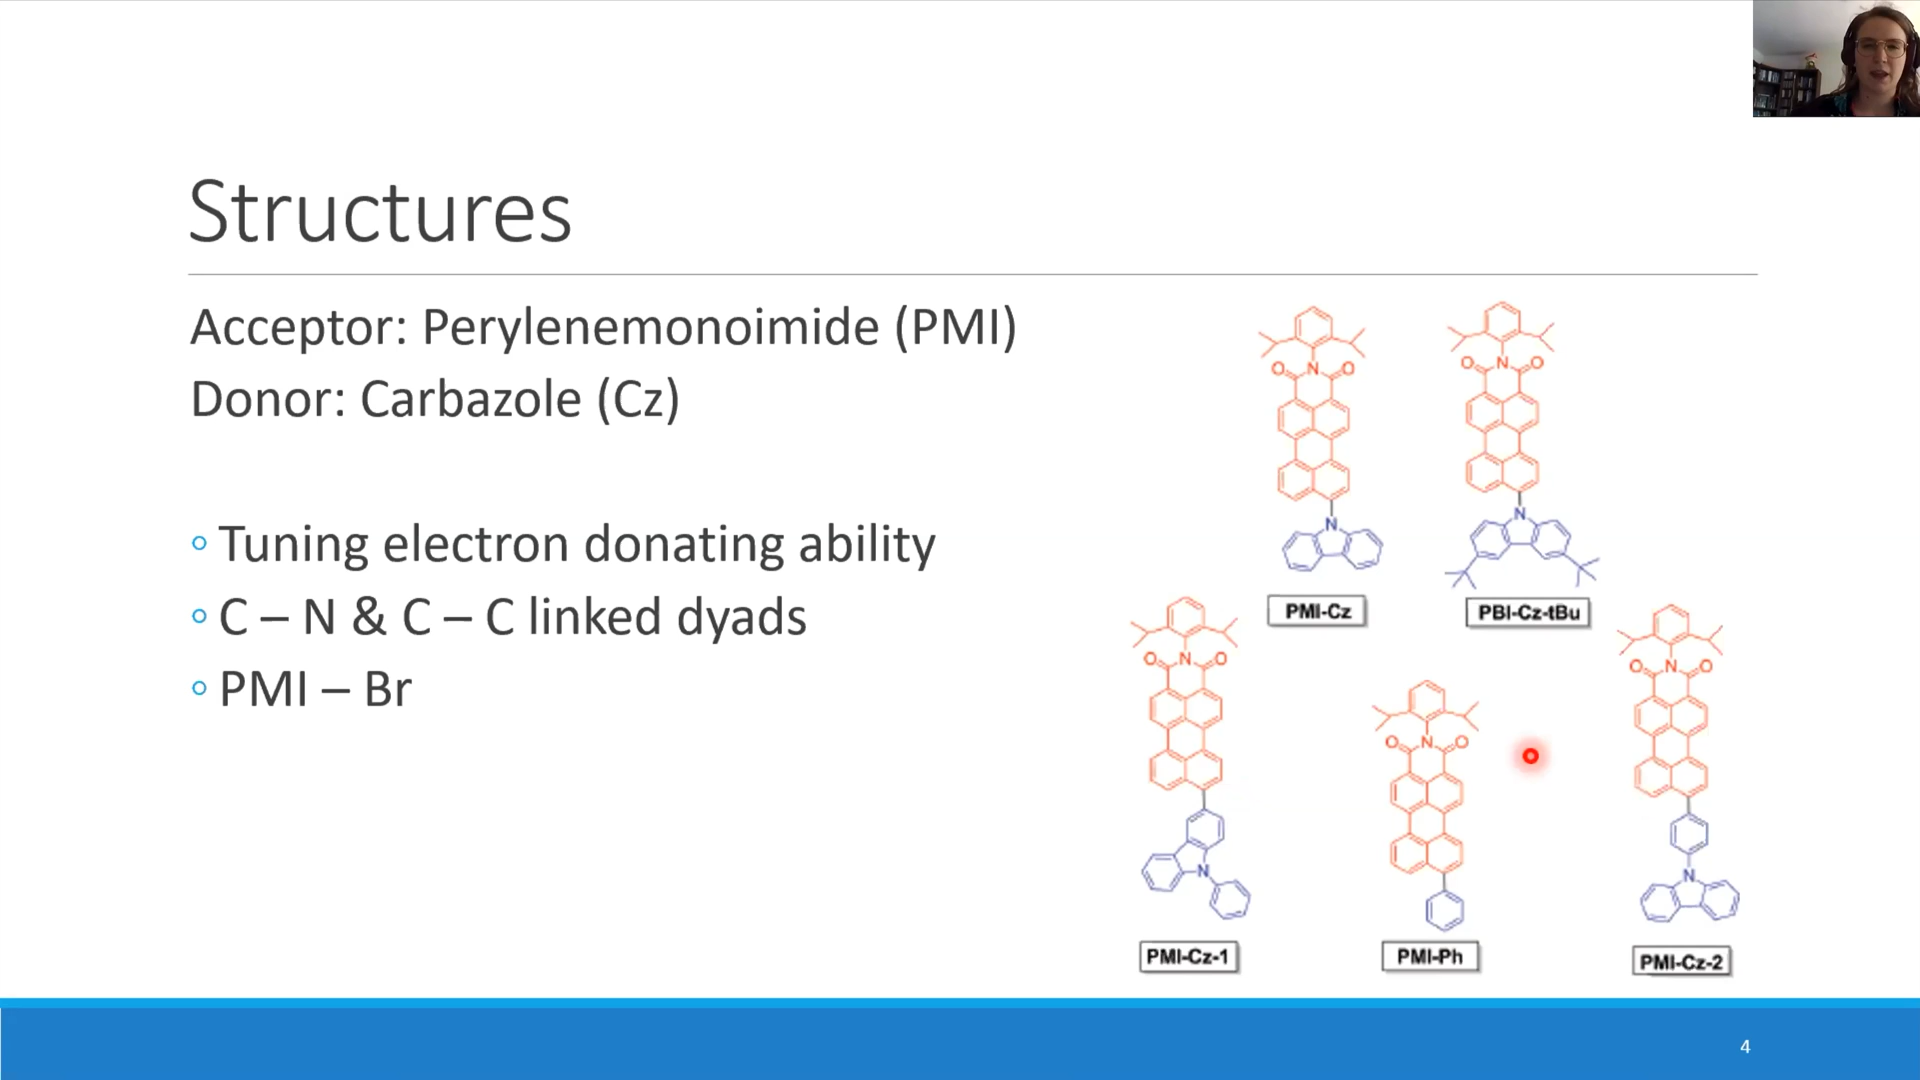 Structures
Acceptor: Perylenemonoimide (PMI)
Donor: Carbazole (Cz)
Tuning electron donating ability
C – N & C – C linked dyads
PMI – Br
O N O
N
PMI-Cz
O N O
N
PBI-Cz-tBu
O N O
N
PMI-Cz-1
O N O
PMI-Ph
O N O
N
PMI-Cz-2
4